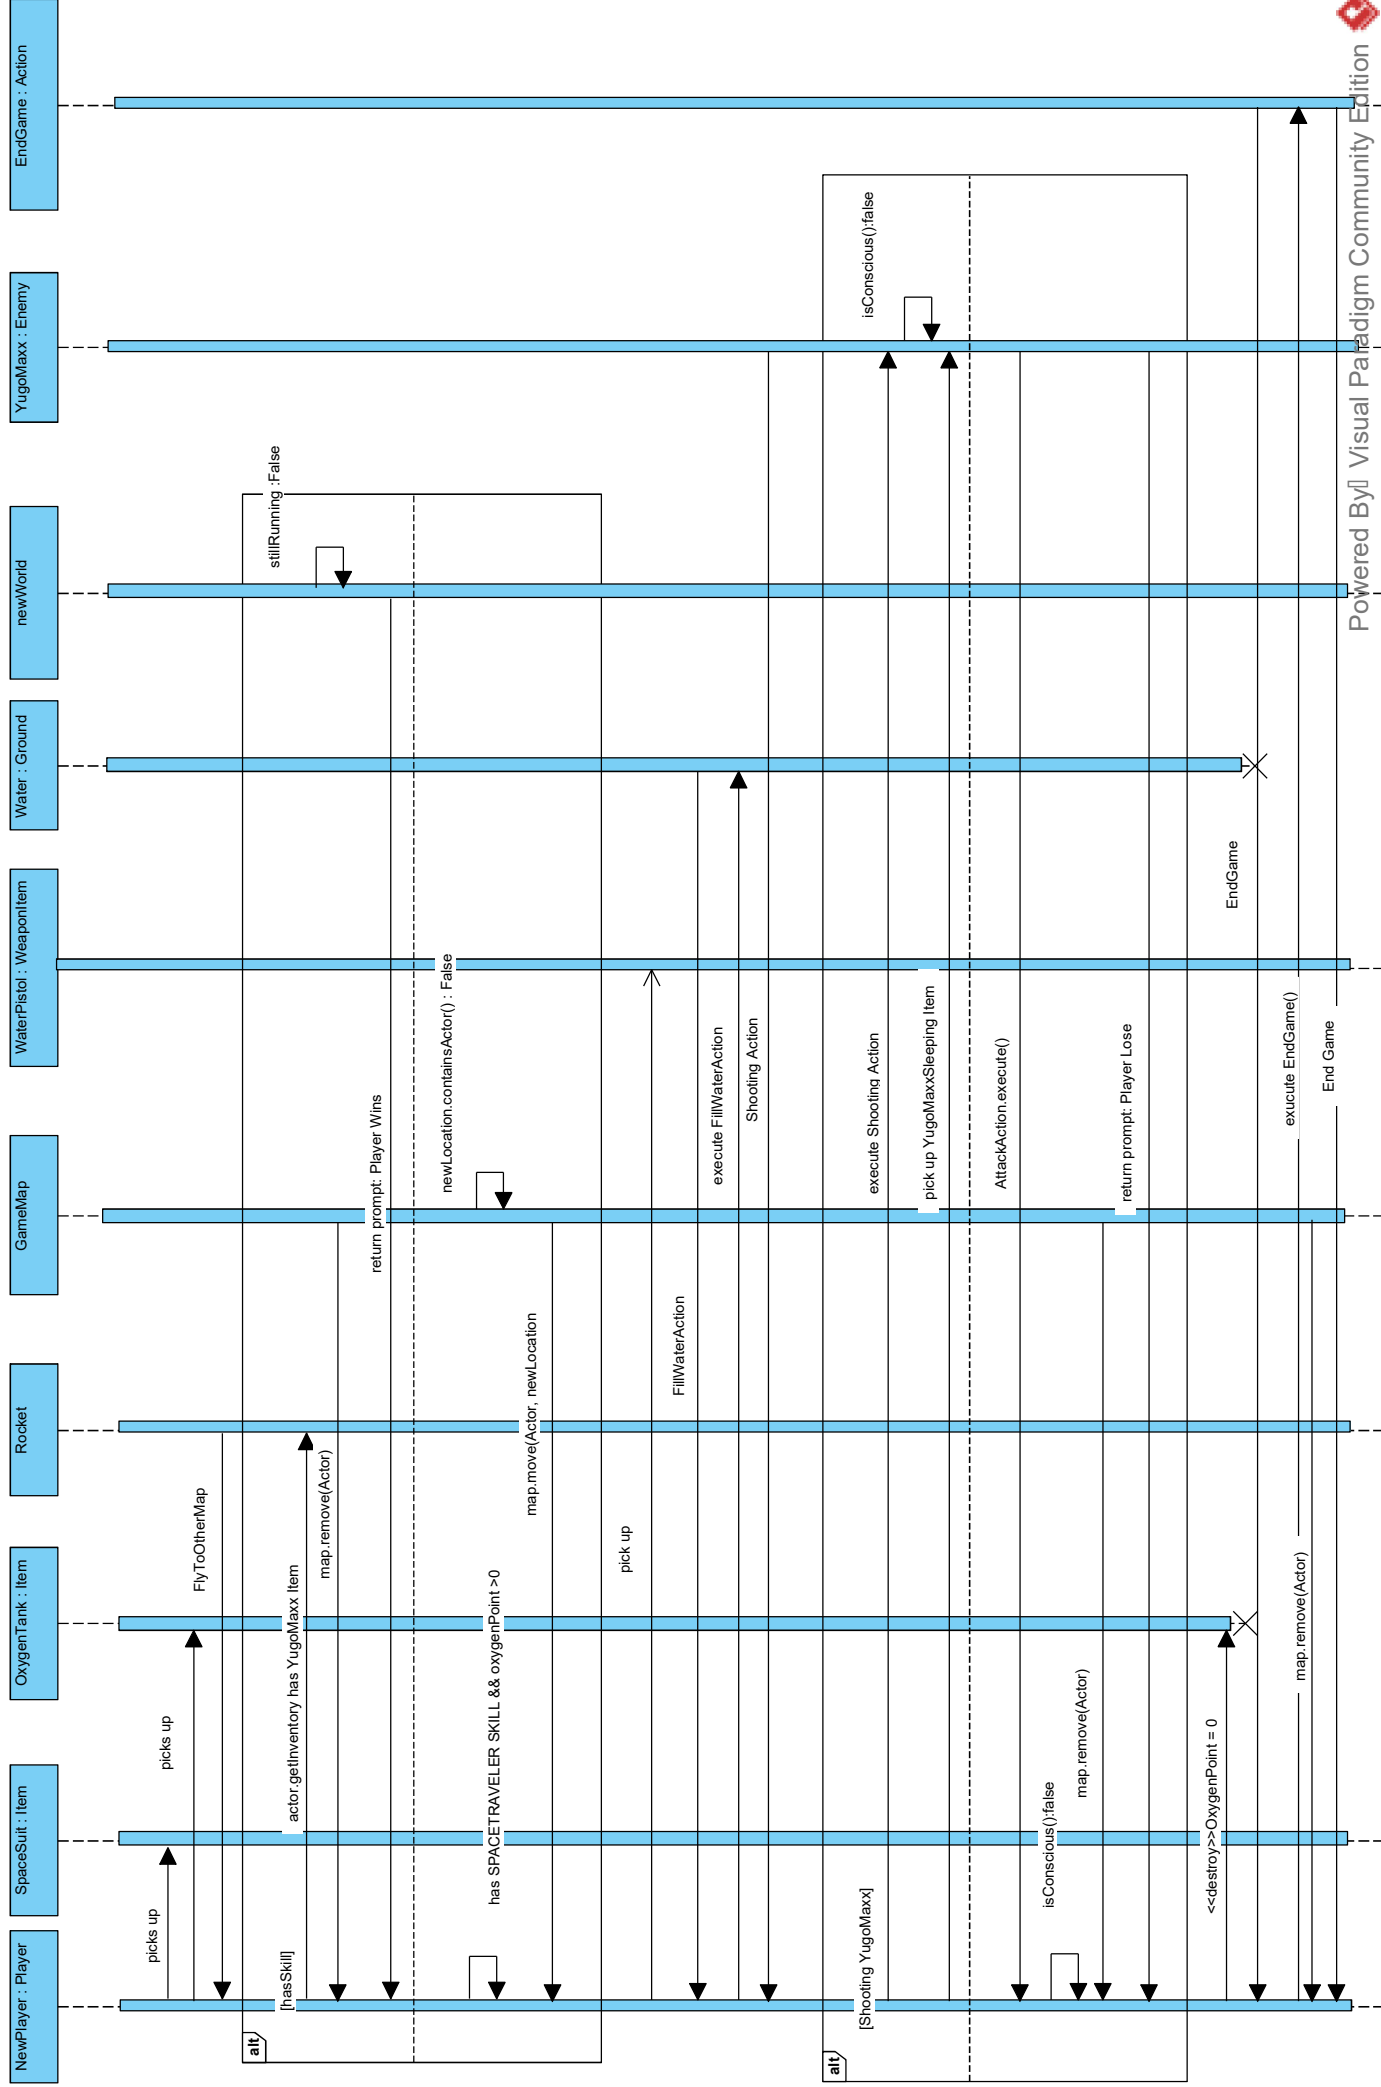 NewPlayer : Player
SpaceSuit : Item
OxygenTank : Item
Rocket
GameMap
WaterPistol : WeaponItem
Water : Ground
newWorld
YugoMaxx : Enemy
EndGame : Action
picks up
picks up
FlyToOtherMap
alt
[hasSkill]
stillRunning :False
actor.getInventory has YugoMaxx Item
map.remove(Actor)
return prompt: Player Wins
newLocation.containsActor() : False
has SPACETRAVELER SKILL && oxygenPoint >0
map.move(Actor, newLocation
pick up
FillWaterAction
execute FillWaterAction
Shooting Action
alt
[Shooting YugoMaxx]
execute Shooting Action
isConscious():false
pick up YugoMaxxSleeping Item
AttackAction.execute()
isConscious():false
map.remove(Actor)
return prompt: Player Lose
<<destroy>>OxygenPoint = 0
EndGame
exucute EndGame()
map.remove(Actor)
End Game
Powered By Visual Paradigm Community Edition